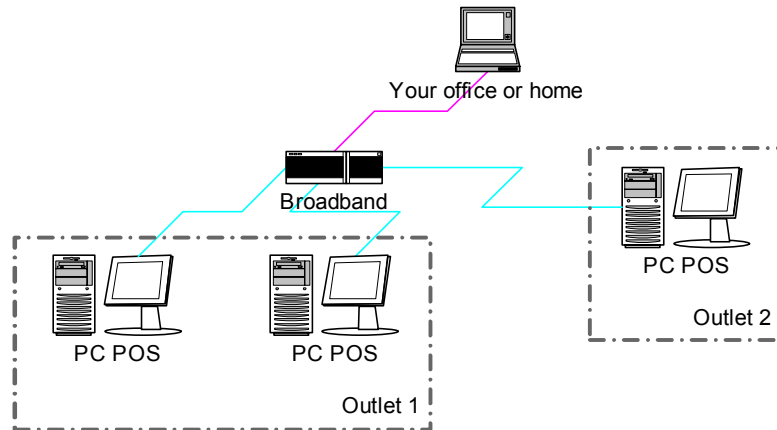 Your office or home
Broadband
PC POS
Outlet 2
PC POS
PC POS
Outlet 1